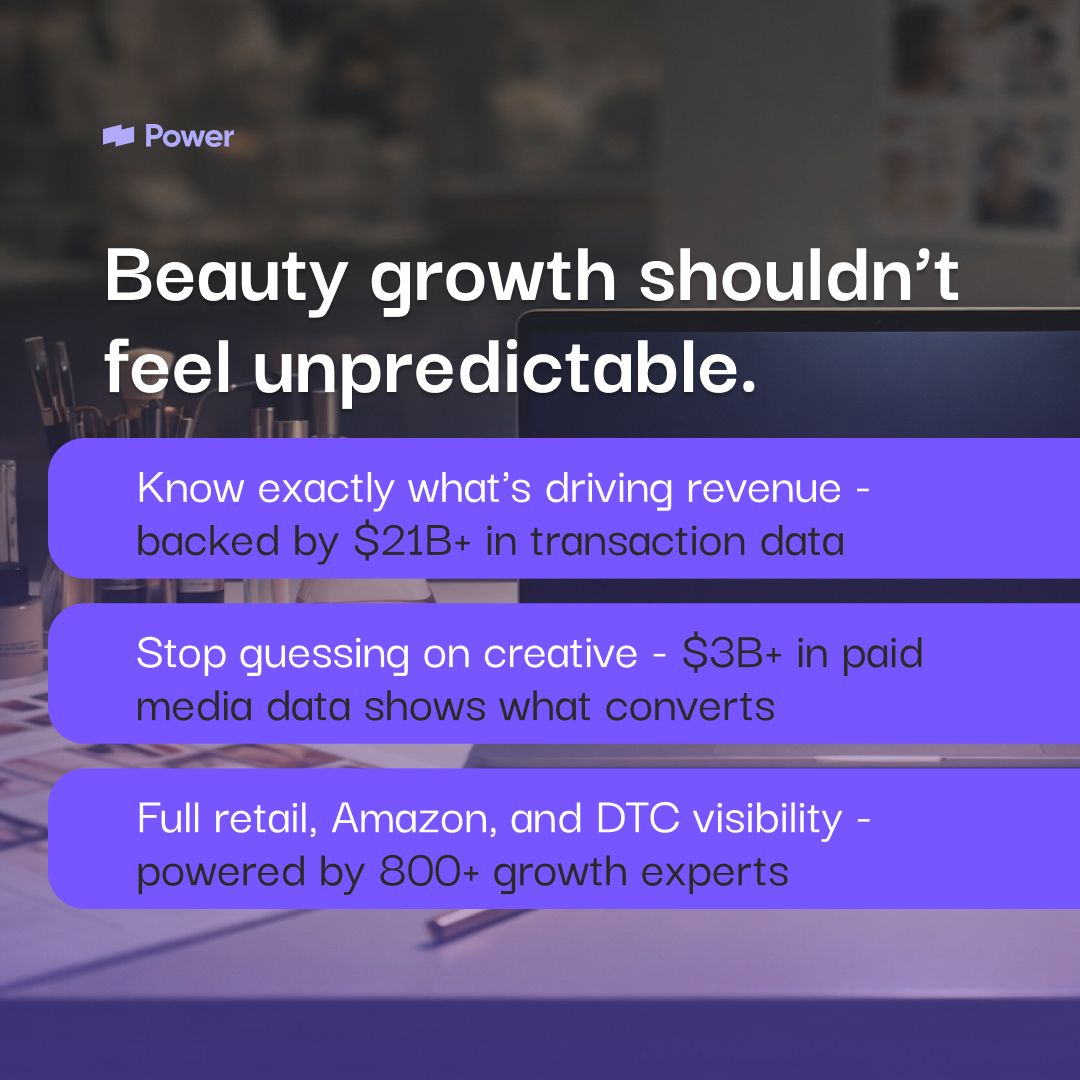 Power
Beauty growth shouldn’t
feel unpredictable.
Know exactly what’s driving revenue -
backed by $21B+ in transaction data
Stop guessing on creative - $3B+ in paid
media data shows what converts
Full retail, Amazon, and DTC visibility -
powered by 800+ growth experts